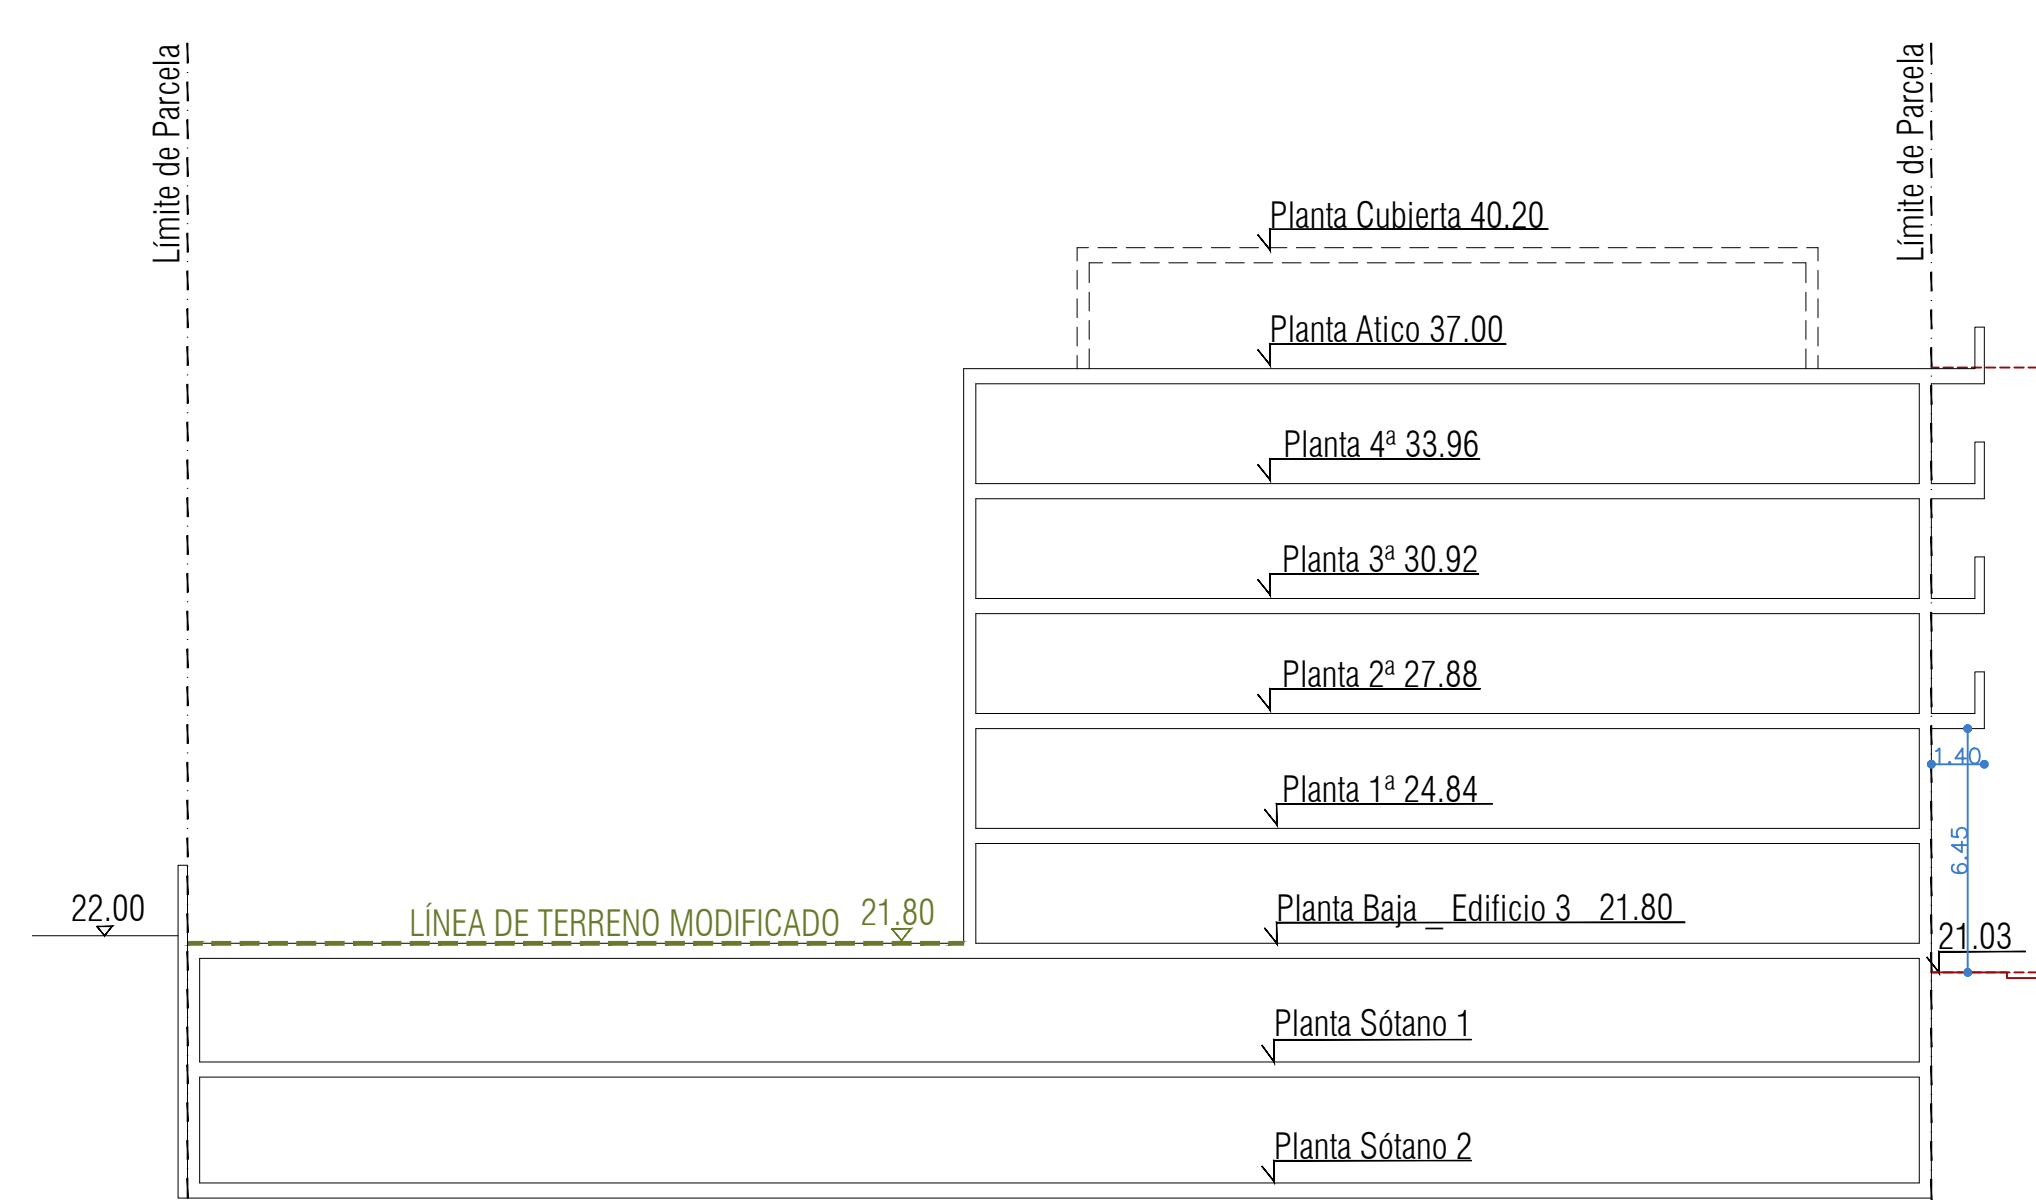 Límite de Parcela
Límite de Parcela
Planta Cubierta 40.20
Planta Atico 37.00
Planta 4ª 33.96
Planta 3ª 30.92
Planta 2ª 27.88
1.40
Planta 1ª 24.84
6.45
22.00
LÍNEA DE TERRENO MODIFICADO 21.80
Planta Baja _ Edificio 3 21.80
21.03
Planta Sótano 1
Planta Sótano 2